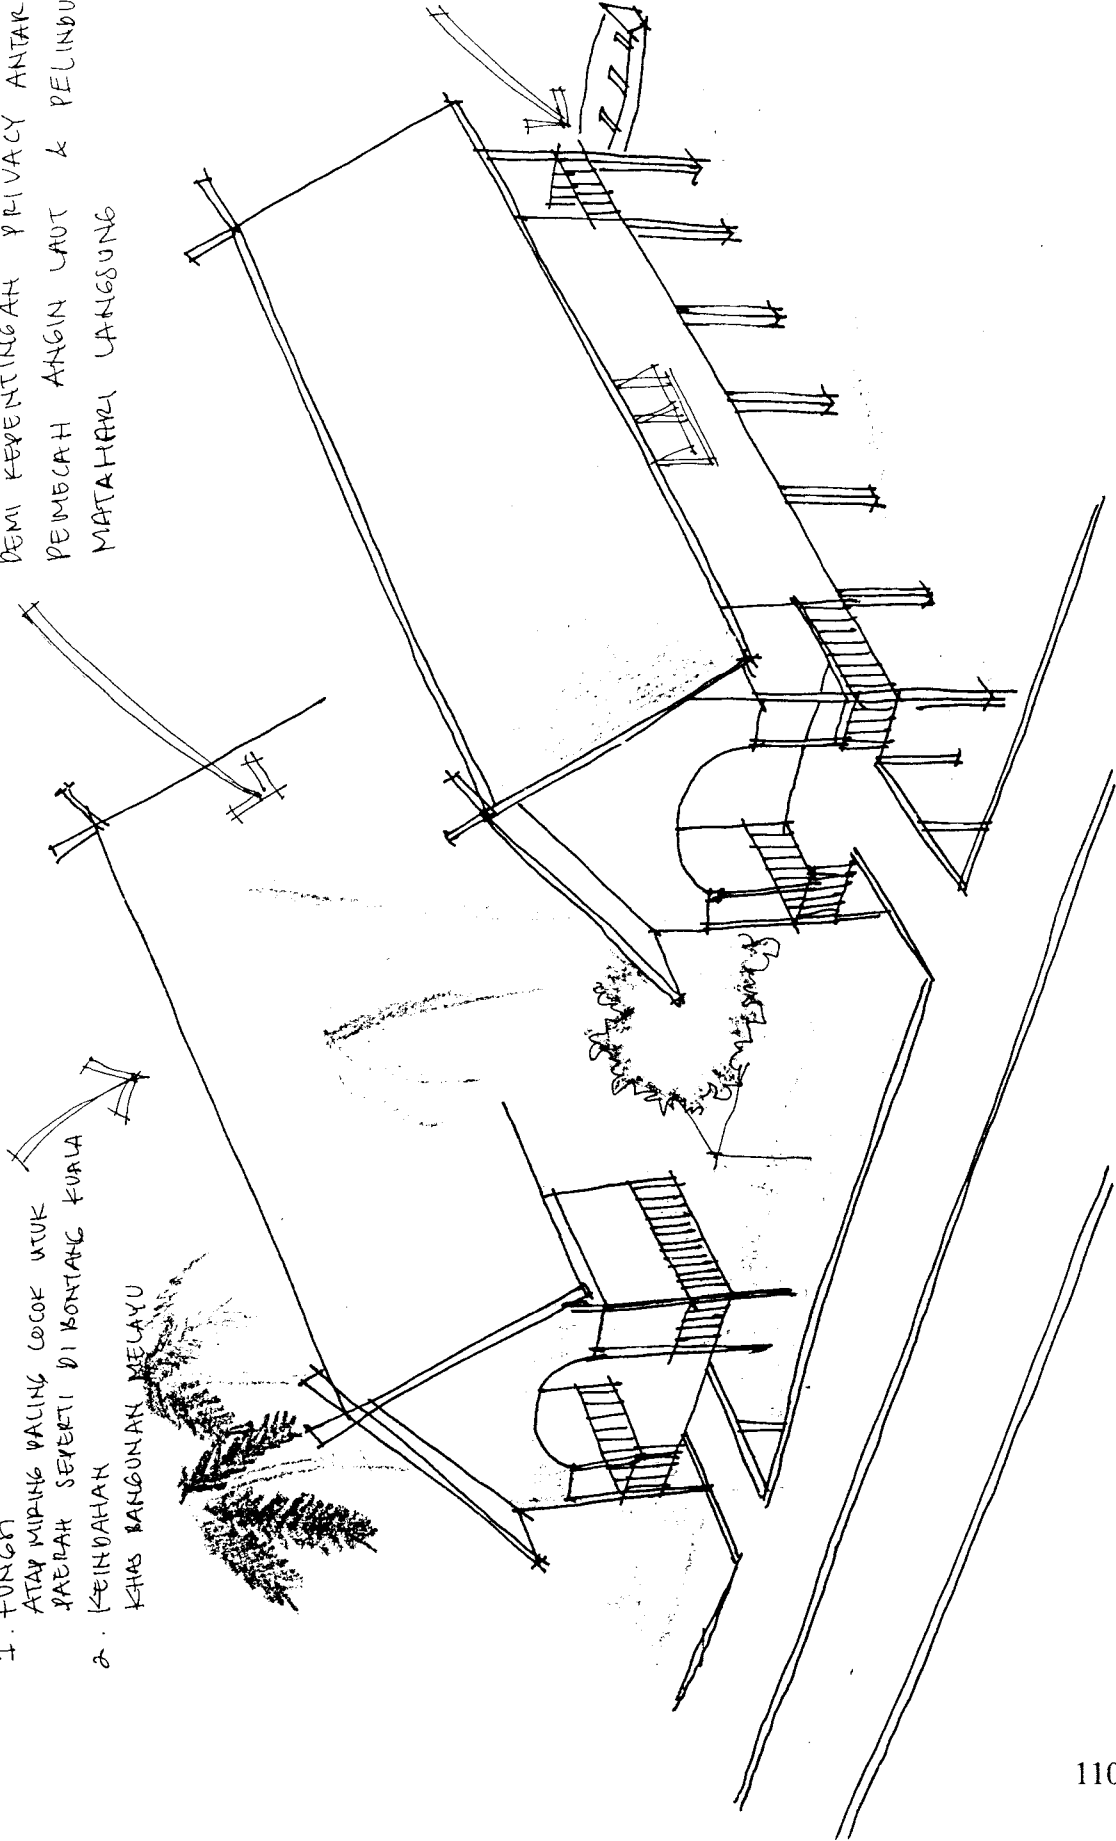 1. FUNGSI
ATAP MIRING PALING COCOK UTUK
DAERAH SEPERTI DI BONTANG KUALA
2. KEINDAHAN
KHAS BANGUNAN MELAYU
DEMI KEPENTINGAN PRIVACY ANTAR
PEMECAH ANGIN LAUT & PELINDU
MATAHARI LANGSUNG
110